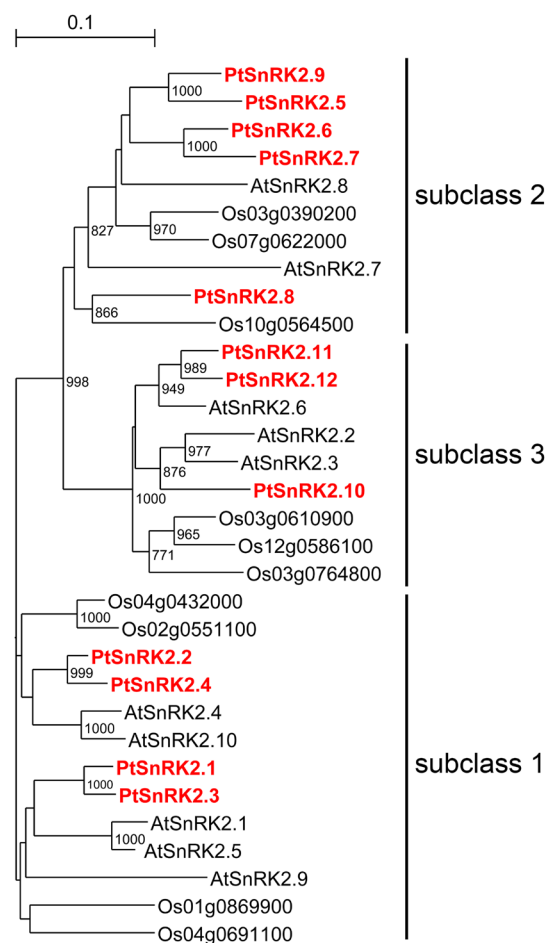 0.1
PtSnRK2.9
1000
PtSnRK2.5
PtSnRK2.6
1000
PtSnRK2.7
AtSnRK2.8
subclass 2
Os03g0390200
827
970
Os07g0622000
AtSnRK2.7
PtSnRK2.8
866
Os10g0564500
PtSnRK2.11
989
998
PtSnRK2.12
949
AtSnRK2.6
AtSnRK2.2
977
subclass 3
AtSnRK2.3
876
PtSnRK2.10
1000
Os03g0610900
965
Os12g0586100
771
Os03g0764800
Os04g0432000
1000
Os02g0551100
PtSnRK2.2
999
PtSnRK2.4
AtSnRK2.4
1000
AtSnRK2.10
subclass 1
PtSnRK2.1
1000
PtSnRK2.3
AtSnRK2.1
1000
AtSnRK2.5
AtSnRK2.9
Os01g0869900
Os04g0691100